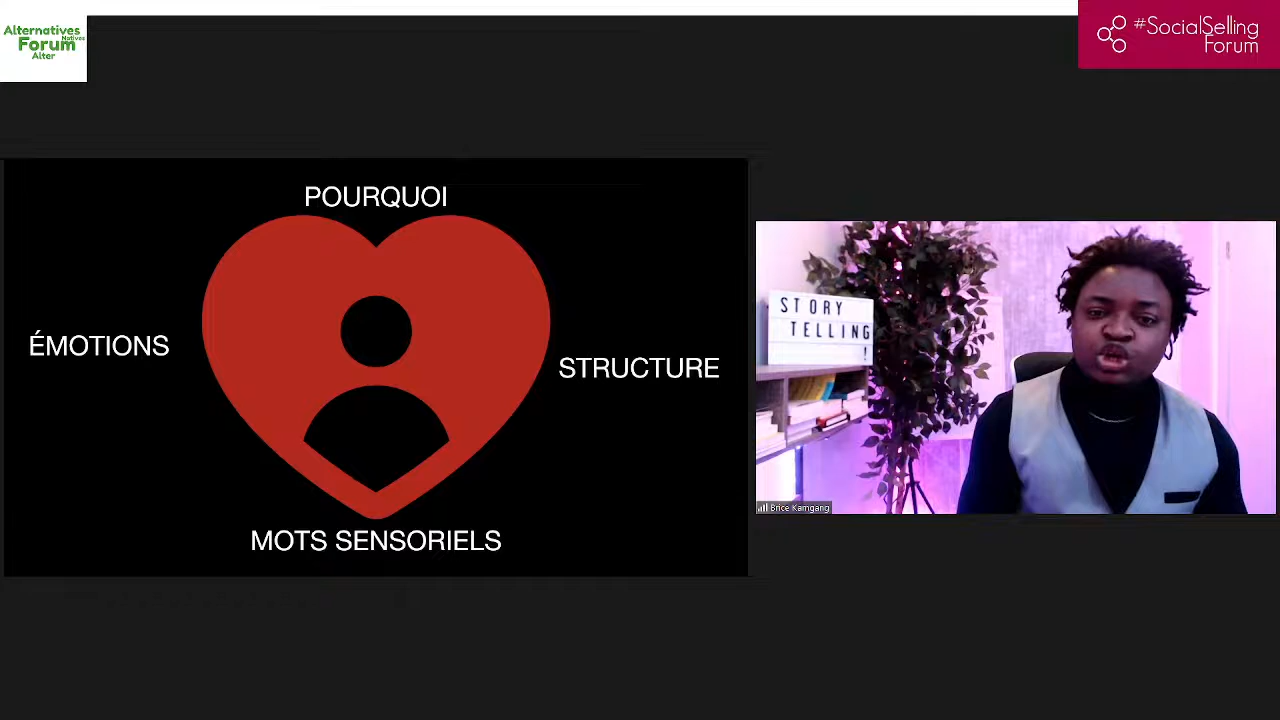 Alternatives
Natives
Forum
Alter
#SocialSelling
Forum
POURQUOI
ÉMOTIONS
STRUCTURE
MOTS SENSORIELS
STORY
TELLING
!
Brice Kamgang